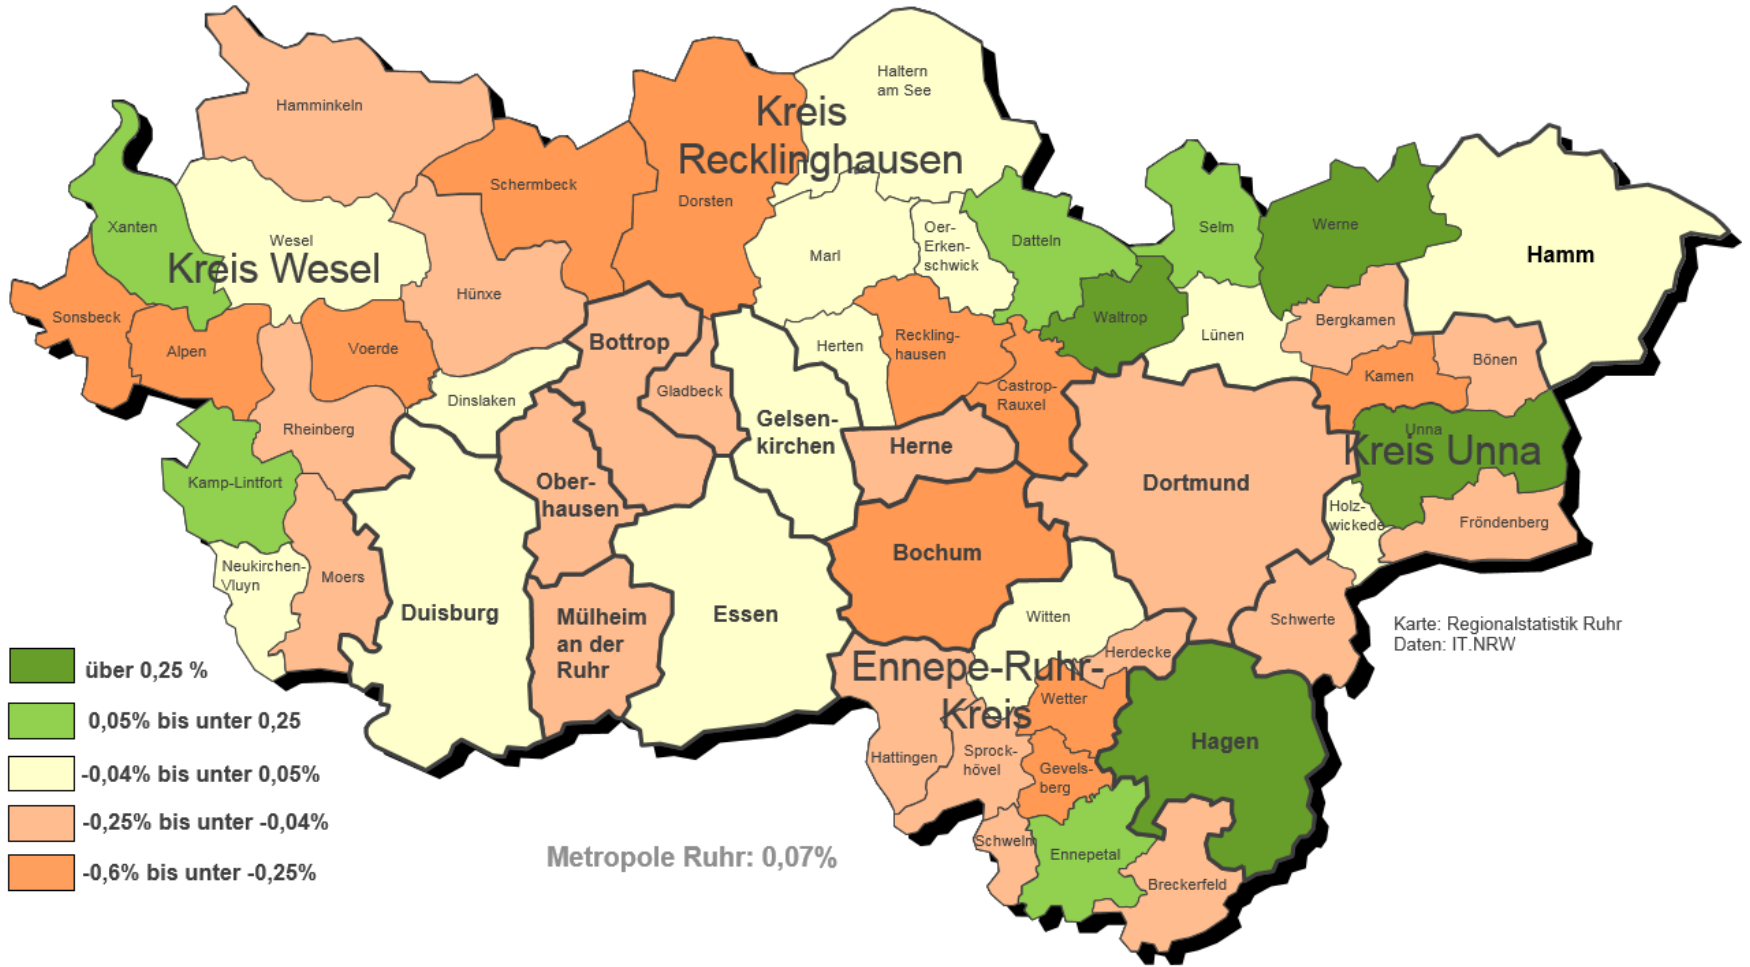 Haltern
am See
Hamminkeln
Kreis
Recklinghausen
Schermbeck
Dorsten
Xanten
Wesel
Kreis Wesel
Marl
Oer-
Erken-
schwick
Datteln
Selm
Werne
Hamm
Hünxe
Sonsbeck
Alpen
Voerde
Bottrop
Gladbeck
Herten
Reckling-
hausen
Waltrop
Lünen
Bergkamen
Bönen
Kamen
Castrop-
Rauxel
Dinslaken
Rheinberg
Gelsen-
kirchen
Herne
Unna
Kreis Unna
Kamp-Lintfort
Ober-
hausen
Dortmund
Holz-
wickede
Fröndenberg
Neukirchen-
Vluyn
Moers
Duisburg
Mülheim
an der
Ruhr
Essen
Bochum
Witten
Schwerte
Karte: Regionalstatistik Ruhr
Daten: IT.NRW
Herdecke
Ennepe-Ruhr-
Kreis
Wetter
Hattingen
Sprock-
hövel
Gevels-
berg
Hagen
Schwelm
Ennepetal
Breckerfeld
über 0,25 %
0,05% bis unter 0,25
-0,04% bis unter 0,05%
-0,25% bis unter -0,04%
-0,6% bis unter -0,25%
Metropole Ruhr: 0,07%